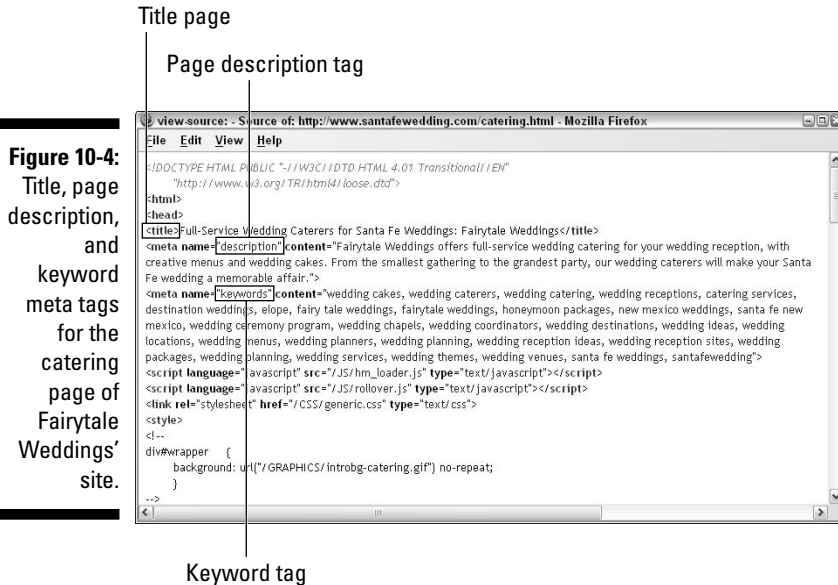 Title page
Page description tag
Figure 10-4:
Title, page
description,
and
keyword
meta tags
for the
catering
page of
Fairytale
Weddings'
site.
view-source: - Source of: http://www.santafewedding.com/catering.html - Mozilla Firefox
File Edit View Help
<!DOCTYPE HTML PUBLIC "-//W3C//DTD HTML 4.01 Transitional//EN"
"http://www.w3.org/TR/html4/loose.dtd">
<html>
<head>
<title>Full-Service Wedding Caterers for Santa Fe Weddings: Fairytale Weddings</title>
<meta name="description" content="Fairytale Weddings offers full-service wedding catering for your wedding reception, with
creative menus and wedding cakes. From the smallest gathering to the grandest party, our wedding caterers will make your Santa
Fe wedding a memorable affair.">
<meta name="keywords" content="wedding cakes, wedding caterers, wedding catering, wedding receptions, catering services,
destination weddings, elope, fairy tale weddings, fairytale weddings, honeymoon packages, new mexico weddings, santa fe new
mexico, wedding ceremony program, wedding chapels, wedding coordinators, wedding destinations, wedding ideas, wedding
locations, wedding menus, wedding planners, wedding planning, wedding reception ideas, wedding reception sites, wedding
packages, wedding planning, wedding services, wedding themes, wedding venues, santa fe weddings, santafewedding">
<script language="javascript" src="/JS/hm_loader.js" type="text/javascript"></script>
<script language="javascript" src="/JS/rollover.js" type="text/javascript"></script>
<link rel="stylesheet" href="/CSS/generic.css" type="text/css">
<style>
<!--
div#wrapper {
background: url("/GRAPHICS/introbg-catering.gif") no-repeat;
}
-->
Keyword tag